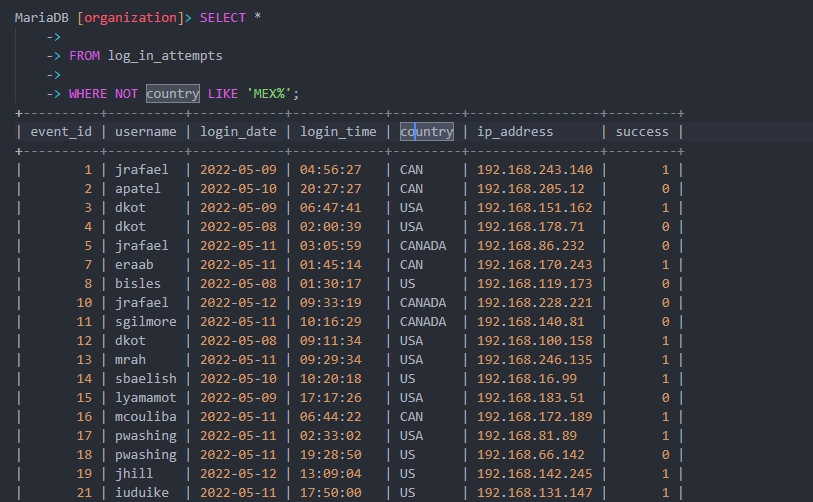 MariaDB [organization]> SELECT *
    ->
    -> FROM log_in_attempts
    ->
    -> WHERE NOT country LIKE 'MEX%';
+----------+----------+------------+------------+---------+-----------------+---------+
| event_id | username | login_date | login_time | country | ip_address      | success |
+----------+----------+------------+------------+---------+-----------------+---------+
|        1 | jrafael  | 2022-05-09 | 04:56:27   | CAN     | 192.168.243.140 |       1 |
|        2 | apatel   | 2022-05-10 | 20:27:27   | CAN     | 192.168.205.12  |       0 |
|        3 | dkot     | 2022-05-09 | 06:47:41   | USA     | 192.168.151.162 |       1 |
|        4 | dkot     | 2022-05-08 | 02:00:39   | USA     | 192.168.178.71  |       0 |
|        5 | jrafael  | 2022-05-11 | 03:05:59   | CANADA  | 192.168.86.232  |       0 |
|        7 | eraab    | 2022-05-11 | 01:45:14   | CAN     | 192.168.170.243 |       1 |
|        8 | bisles   | 2022-05-08 | 01:30:17   | US      | 192.168.119.173 |       0 |
|       10 | jrafael  | 2022-05-12 | 09:33:19   | CANADA  | 192.168.228.221 |       0 |
|       11 | sgilmore | 2022-05-11 | 10:16:29   | CANADA  | 192.168.140.81  |       0 |
|       12 | dkot     | 2022-05-08 | 09:11:34   | USA     | 192.168.100.158 |       1 |
|       13 | mrah     | 2022-05-11 | 09:29:34   | USA     | 192.168.246.135 |       1 |
|       14 | sbaelish | 2022-05-10 | 10:20:18   | US      | 192.168.16.99   |       1 |
|       15 | lyamamot | 2022-05-09 | 17:17:26   | USA     | 192.168.183.51  |       0 |
|       16 | mcouliba | 2022-05-11 | 06:44:22   | CAN     | 192.168.172.189 |       1 |
|       17 | pwashing | 2022-05-11 | 02:33:02   | USA     | 192.168.81.89   |       1 |
|       18 | pwashing | 2022-05-11 | 19:28:50   | US      | 192.168.66.142  |       0 |
|       19 | jhill    | 2022-05-12 | 13:09:04   | US      | 192.168.142.245 |       1 |
|       21 | iuduike  | 2022-05-11 | 17:50:00   | US      | 192.168.131.147 |       1 |